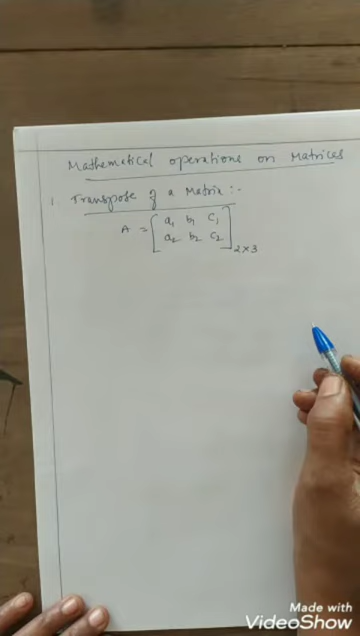 Mathematical operations on Matrices
1. Transpose of a Matrix :-
A = [ a₁ b₁ c₁
a₂ b₂ c₂ ] 2×3
Made with
VideoShow